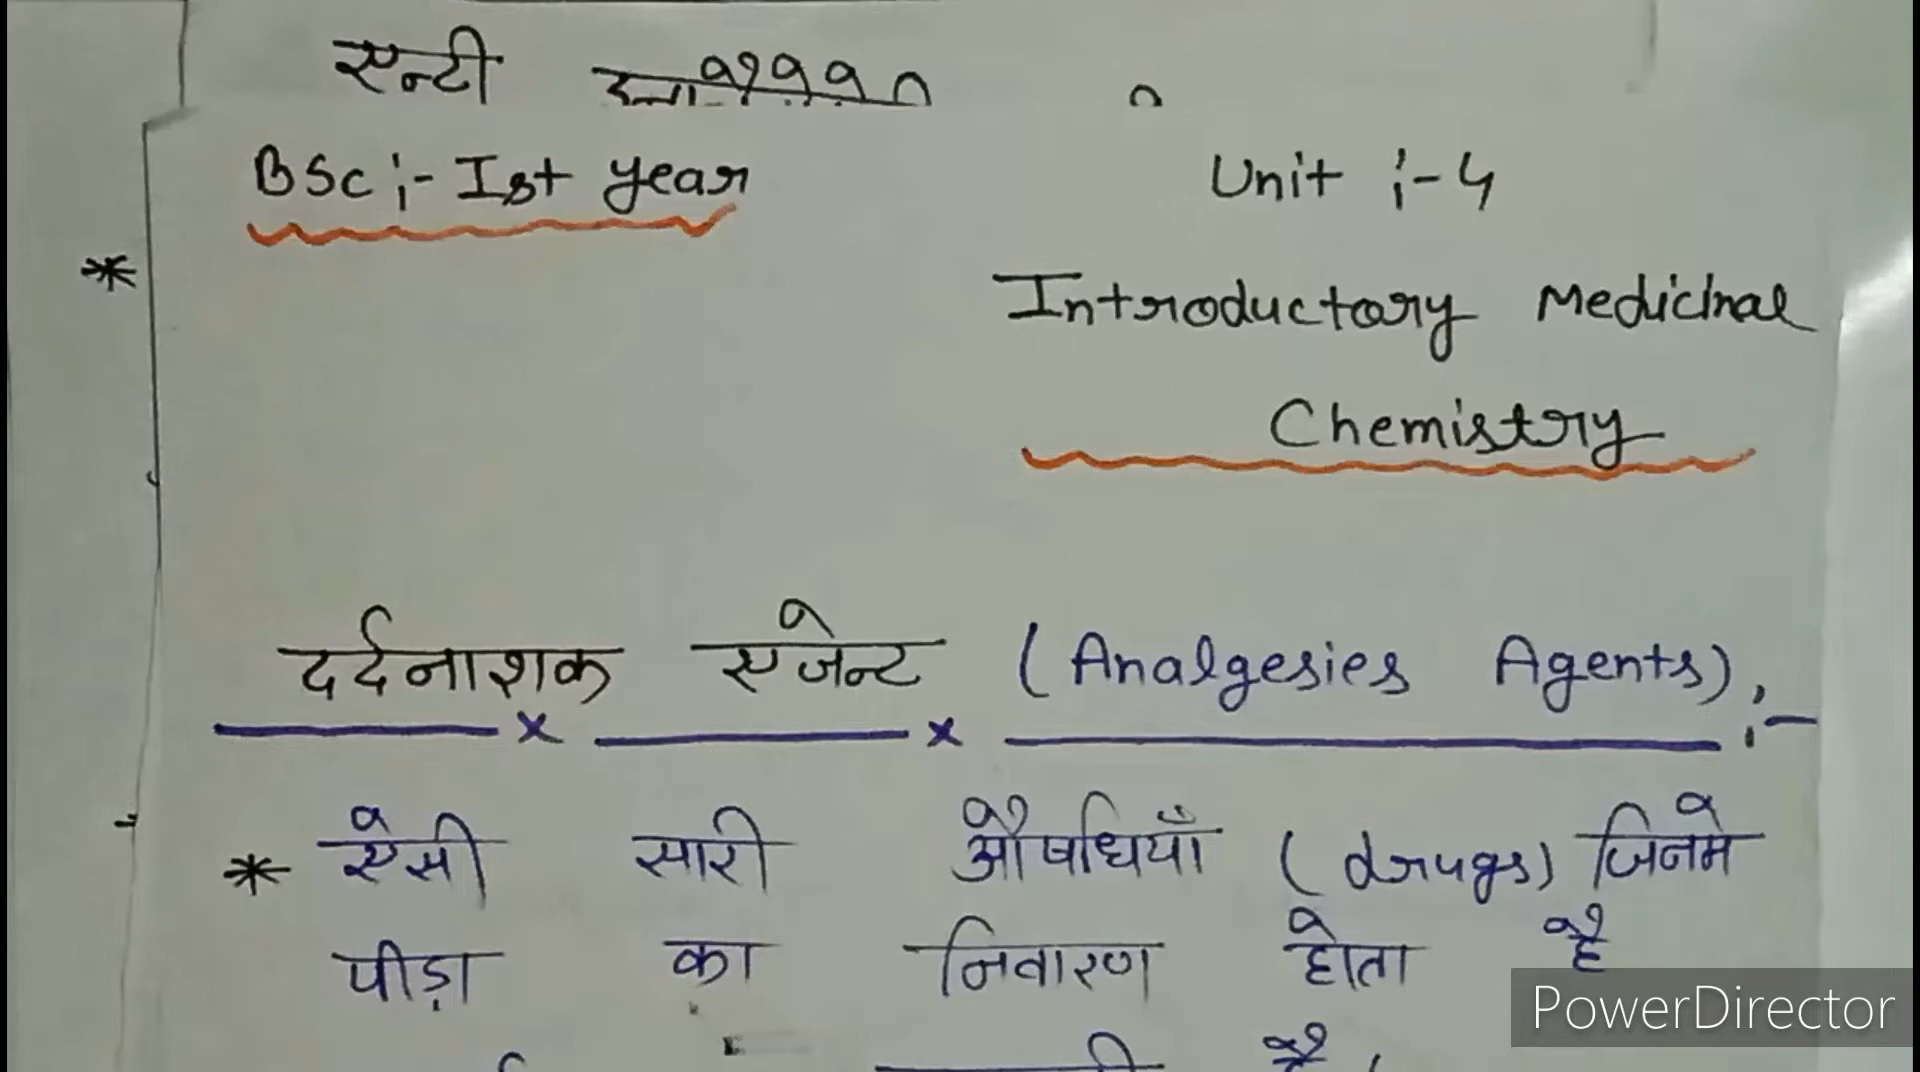 एन्टी
BSc :- Ist year
Unit :- 4
Introductory Medicinal
Chemistry
दर्दनाशक एजेन्ट (Analgesies Agents) :-
* ऐसी सारी औषधियाँ (drugs) जिनमे
पीड़ा का निवारण होता है
PowerDirector